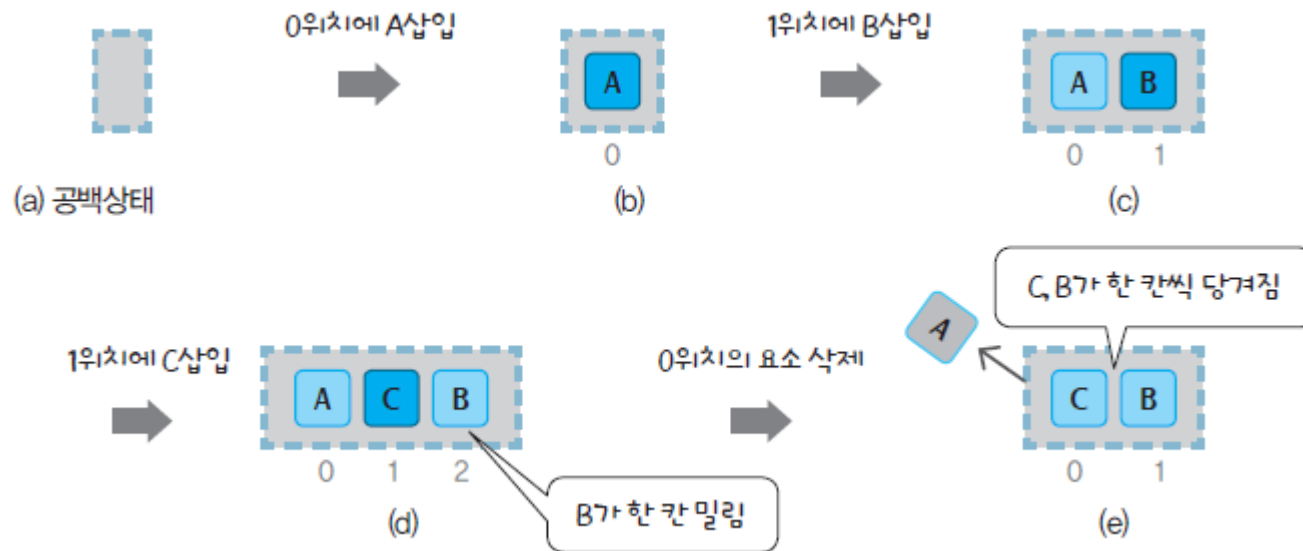 0위치에 A삽입
1위치에 B삽입
A
A B
0
0 1
(a) 공백상태
(b)
(c)
1위치에 C삽입
A C B
0 1 2
B가 한 칸 밀림
(d)
0위치의 요소 삭제
A
C, B가 한 칸씩 당겨짐
C B
0 1
(e)